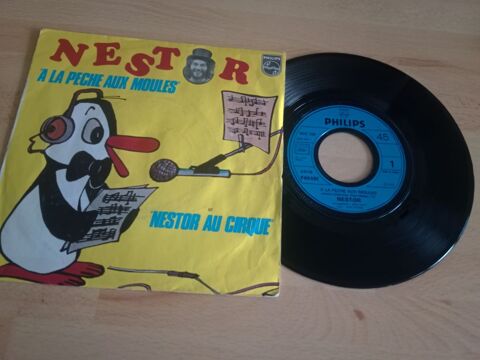 NESTOR
PHILIPS
"A LA PECHE AUX MOULES"
"NESTOR AU CIRQUE"
PHILIPS
45
1
A LA PECHE AUX MOULES
NESTOR